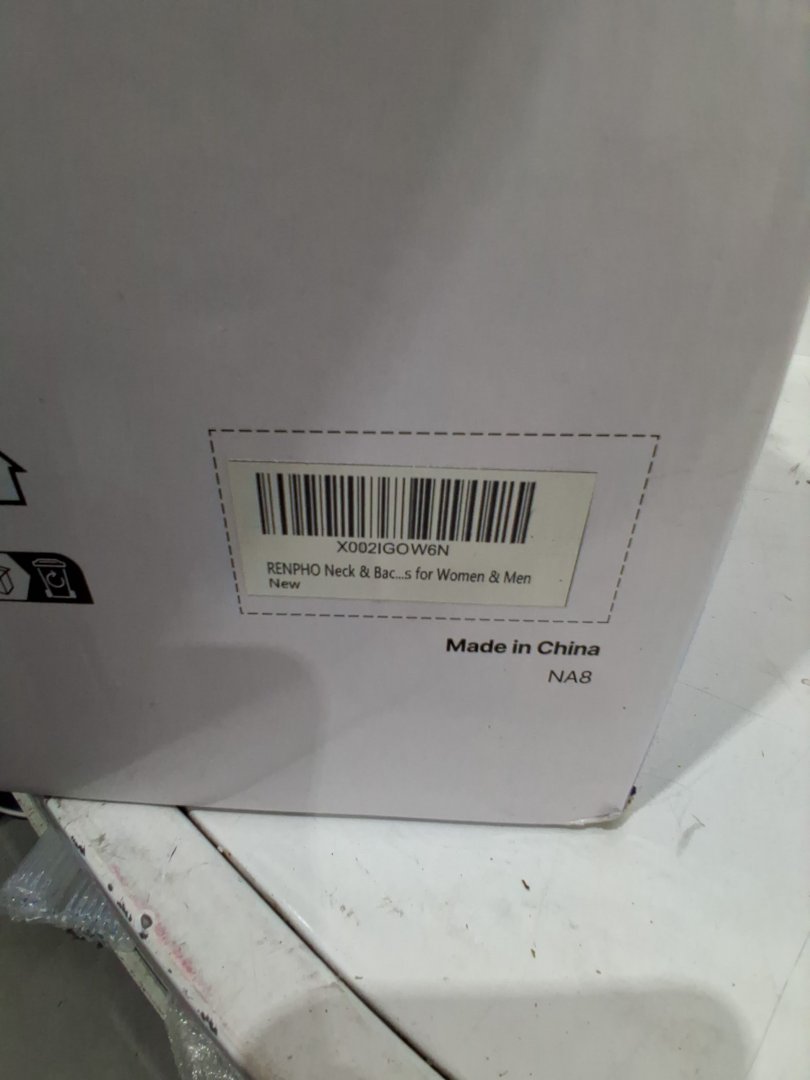 X002IGOW6N
RENPHO Neck & Bac...s for Women & Men
New
Made in China
NA8